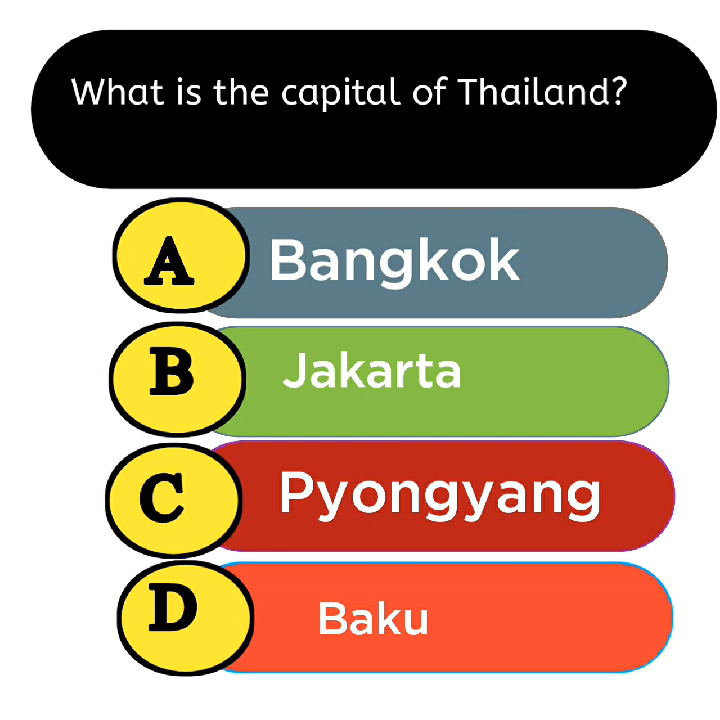 What is the capital of Thailand?
A Bangkok
B Jakarta
C Pyongyang
D Baku